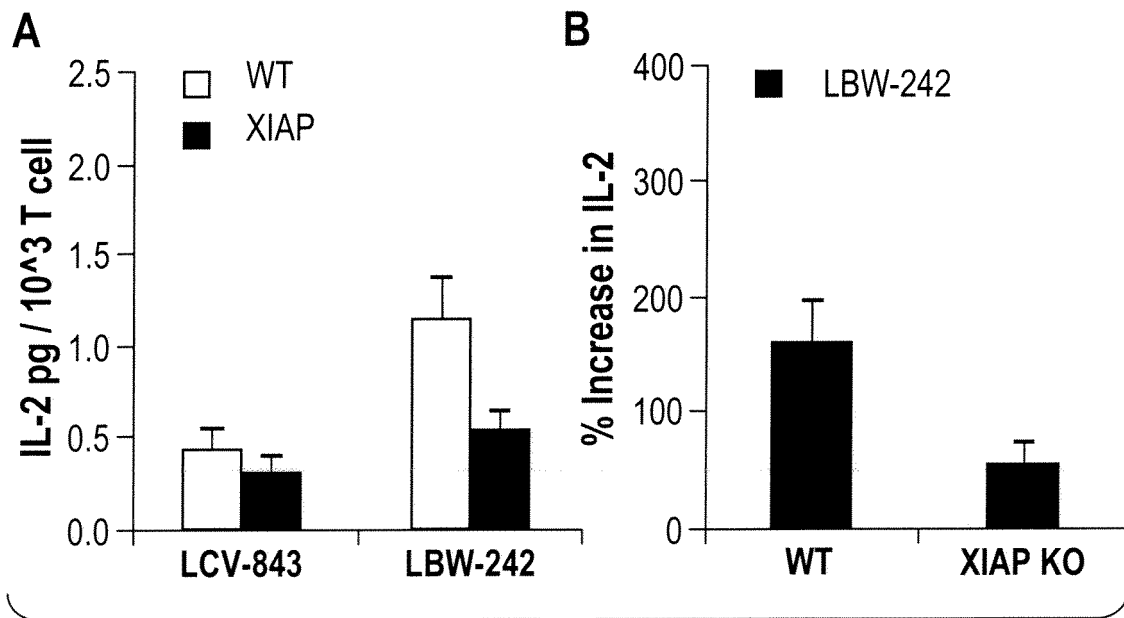 A
IL-2 pg / 10^3 T cell
2.5
2.0
1.5
1.0
0.5
0.0
WT
XIAP
LCV-843
LBW-242
B
% Increase in IL-2
400
300
200
100
0
LBW-242
WT
XIAP KO